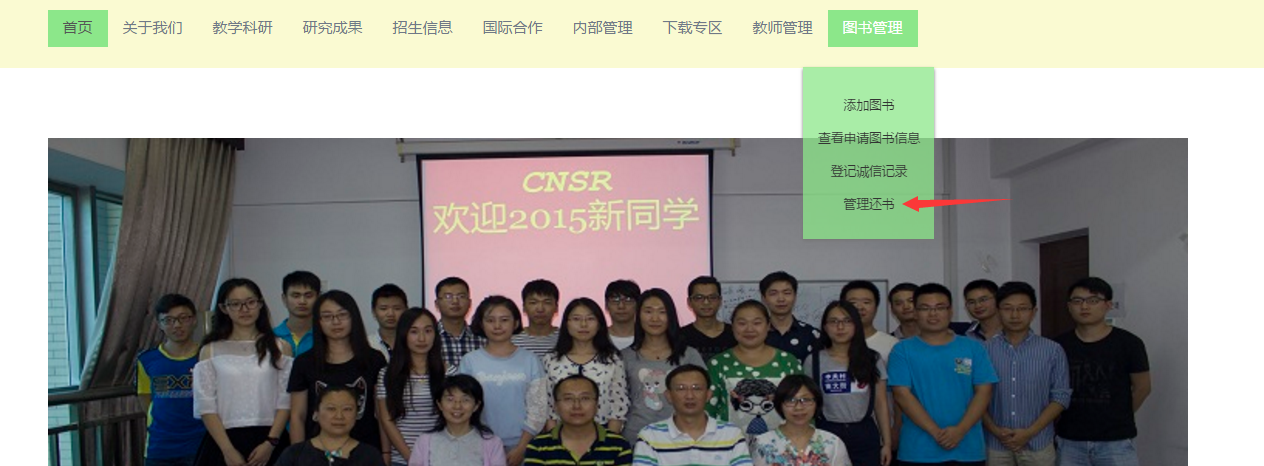 首页 关于我们 教学科研 研究成果 招生信息 国际合作 内部管理 下载专区 教师管理 图书管理
添加图书
查看申请图书信息
登记诚信记录
管理还书
CNSR
欢迎2015新同学